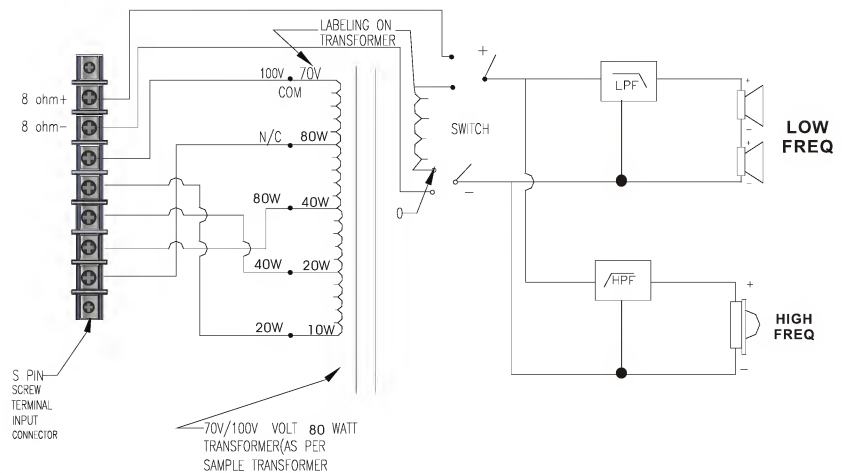 LABELING ON
TRANSFORMER
100V 70V
COM
8 ohm+
8 ohm-
N/C 80W
80W 40W
40W 20W
20W 10W
+
SWITCH
-
0
LPF
+
-
+
-
LOW
FREQ
HPF
+
-
HIGH
FREQ
S PIN
SCREW
TERMINAL
INPUT
CONNECTOR
70V/100V VOLT 80 WATT
TRANSFORMER(AS PER
SAMPLE TRANSFORMER